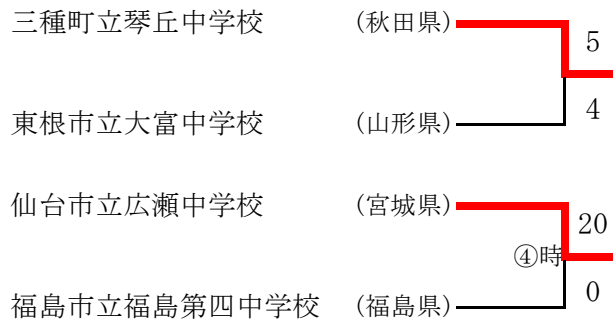 三種町立琴丘中学校 (秋田県)
5
4
東根市立大富中学校 (山形県)
仙台市立広瀬中学校 (宮城県)
20
④時
0
福島市立福島第四中学校 (福島県)